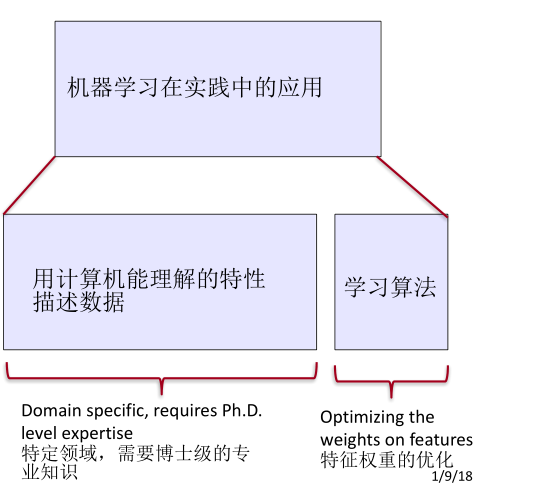 机器学习在实践中的应用
用计算机能理解的特性
描述数据
学习算法
Domain specific, requires Ph.D.
level expertise
特定领域，需要博士级的专
业知识
Optimizing the
weights on features
特征权重的优化
1/9/18